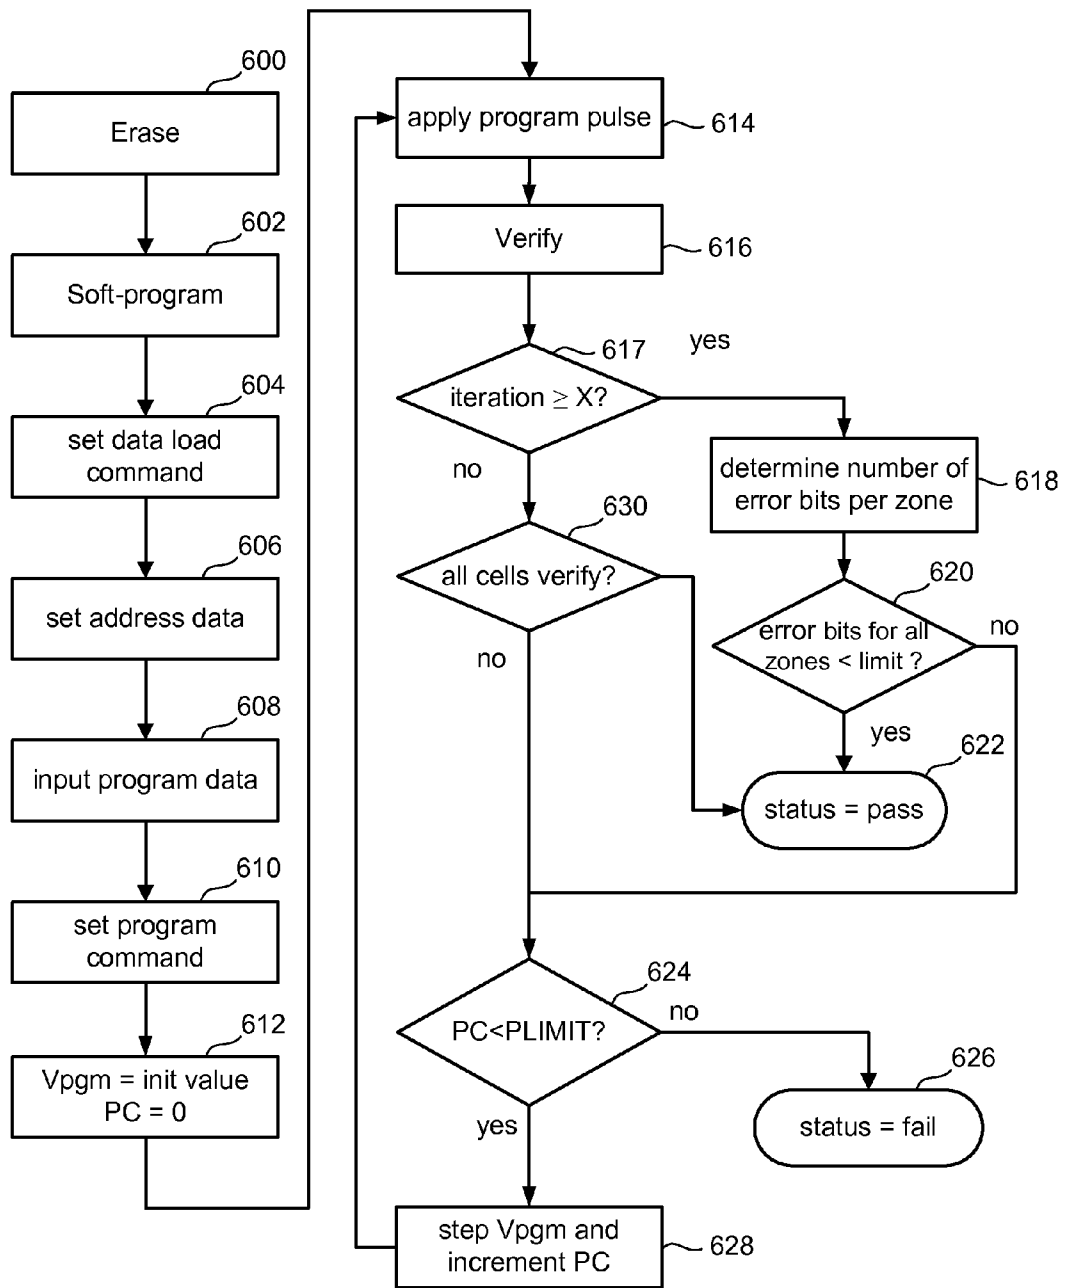 600
Erase
602
Soft-program
604
set data load
command
606
set address data
608
input program data
610
set program
command
612
Vpgm = init value
PC = 0
apply program pulse
614
Verify
616
617
iteration ≥ X?
yes
no
determine number of
error bits per zone
618
630
all cells verify?
no
620
error bits for all
zones < limit ?
no
yes
622
status = pass
624
PC<PLIMIT?
no
yes
626
status = fail
step Vpgm and
increment PC
628